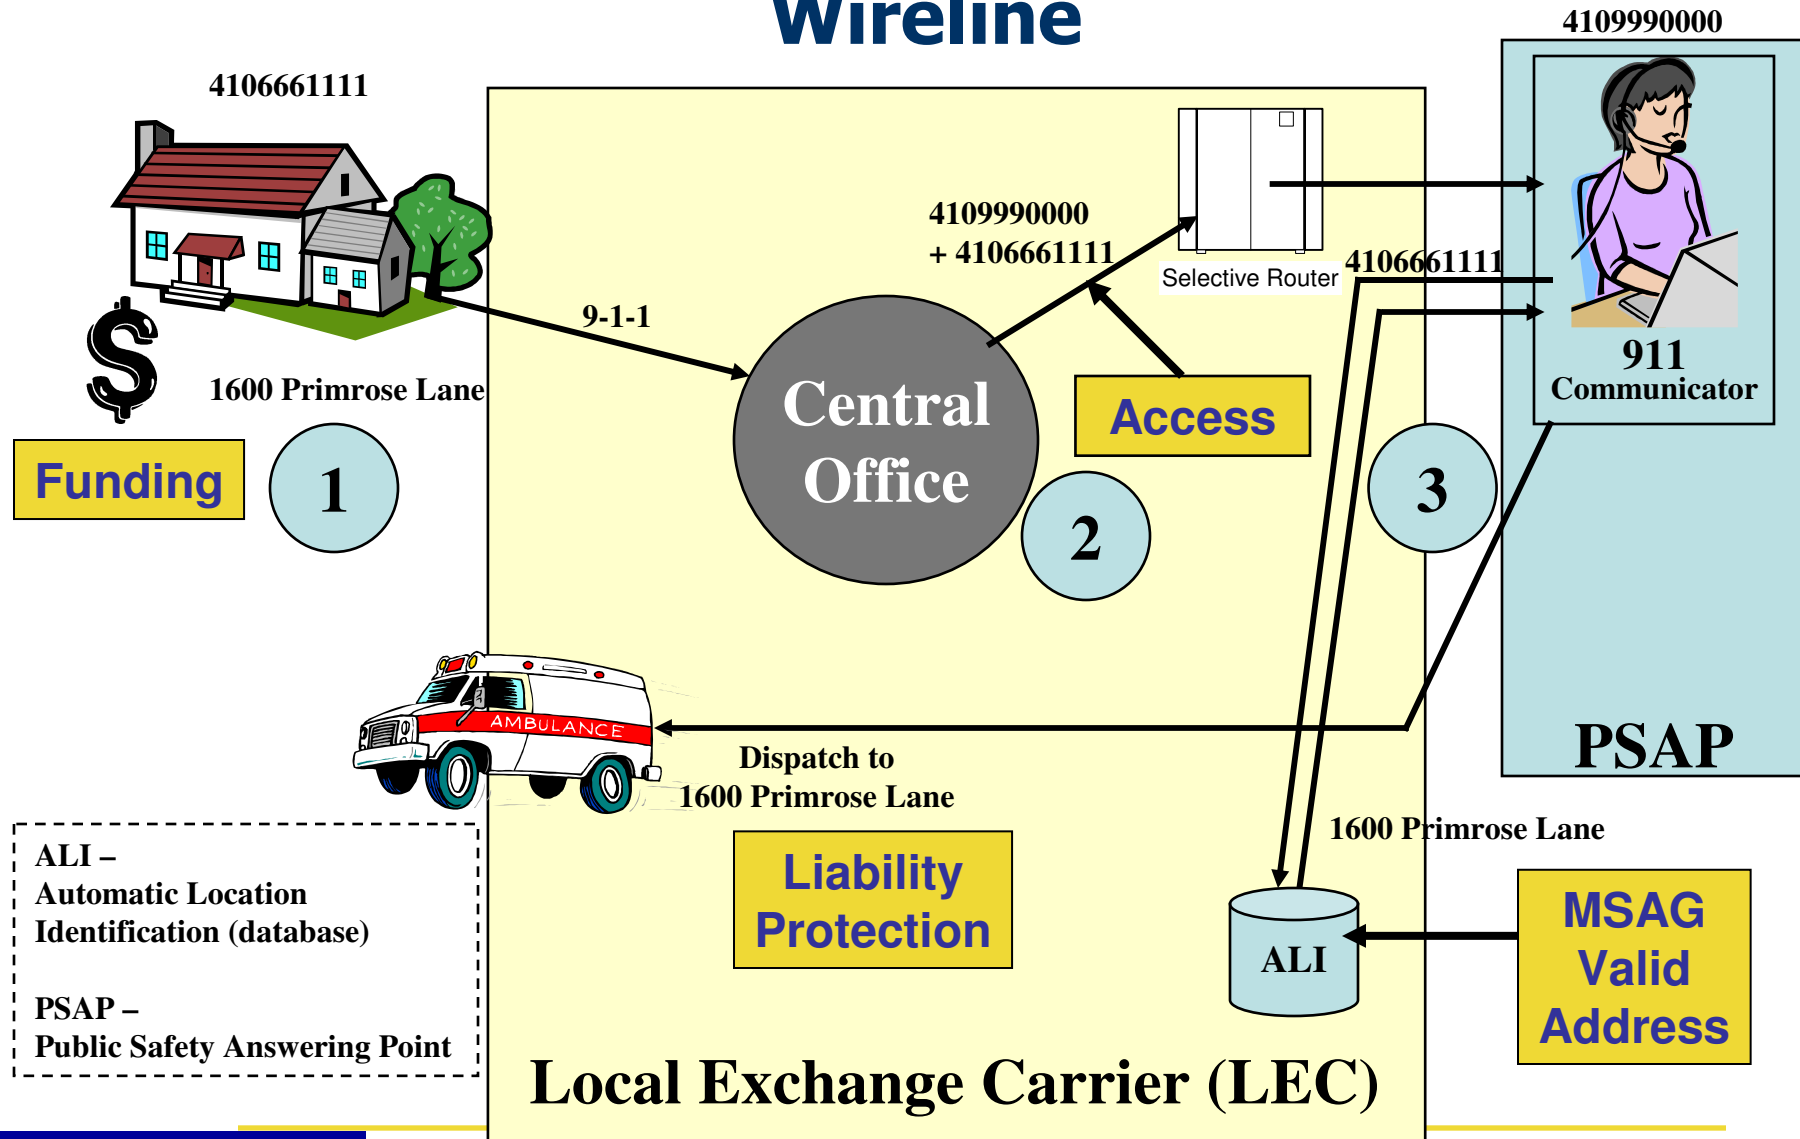 Wireline
4109990000
4106661111
4109990000
+ 4106661111
Selective Router
4106661111
9-1-1
911
Communicator
1600 Primrose Lane
Central
Office
Access
Funding
1
2
3
AMBULANCE
PSAP
Dispatch to
1600 Primrose Lane
1600 Primrose Lane
Liability
Protection
ALI
MSAG
Valid
Address
ALI –
Automatic Location
Identification (database)
PSAP –
Public Safety Answering Point
Local Exchange Carrier (LEC)